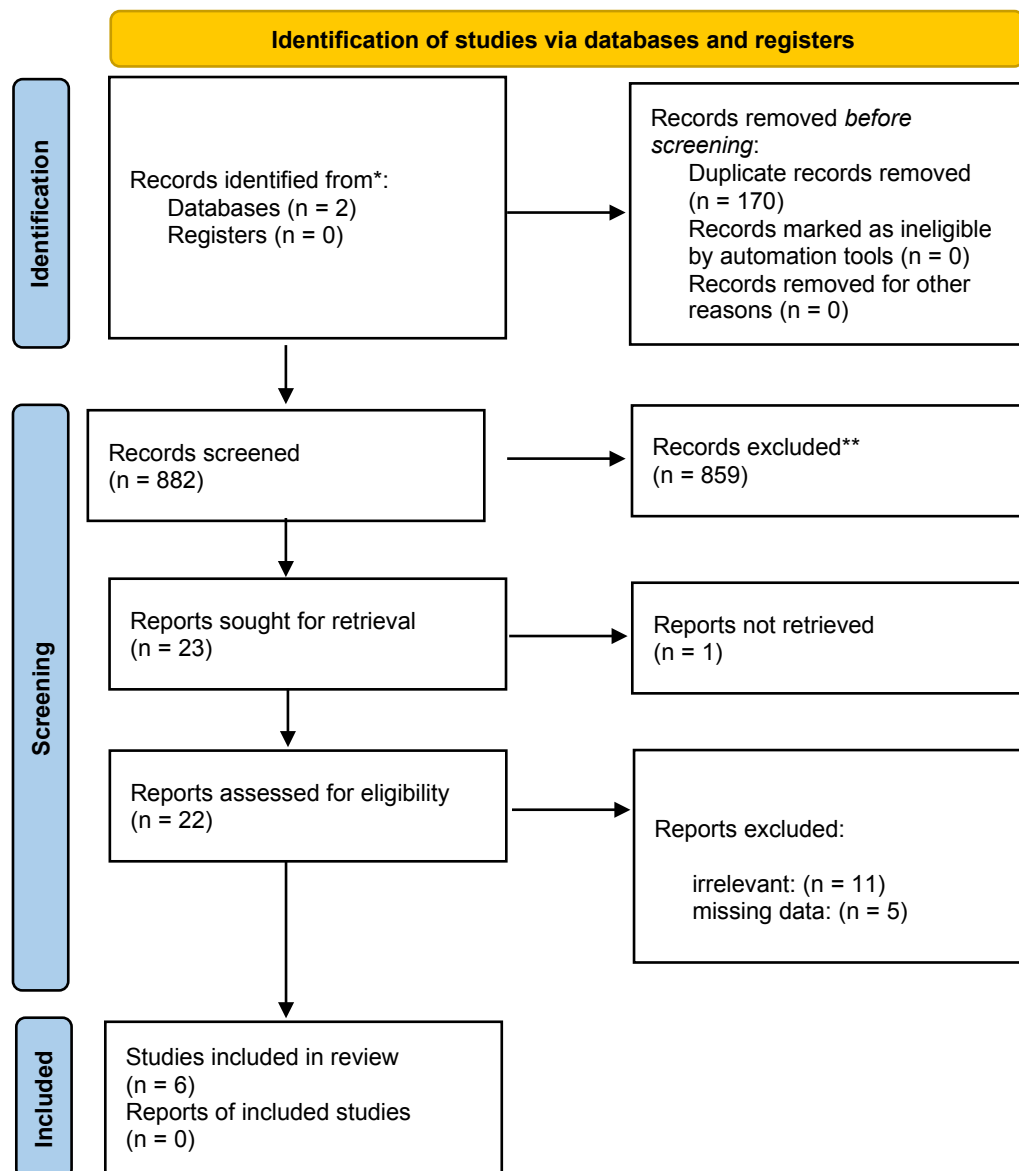 Identification of studies via databases and registers
Identification
Records identified from*:
Databases (n = 2)
Registers (n = 0)
Records removed before
screening:
Duplicate records removed
(n = 170)
Records marked as ineligible
by automation tools (n = 0)
Records removed for other
reasons (n = 0)
Screening
Records screened
(n = 882)
Records excluded**
(n = 859)
Reports sought for retrieval
(n = 23)
Reports not retrieved
(n = 1)
Reports assessed for eligibility
(n = 22)
Reports excluded:
irrelevant: (n = 11)
missing data: (n = 5)
Included
Studies included in review
(n = 6)
Reports of included studies
(n = 0)